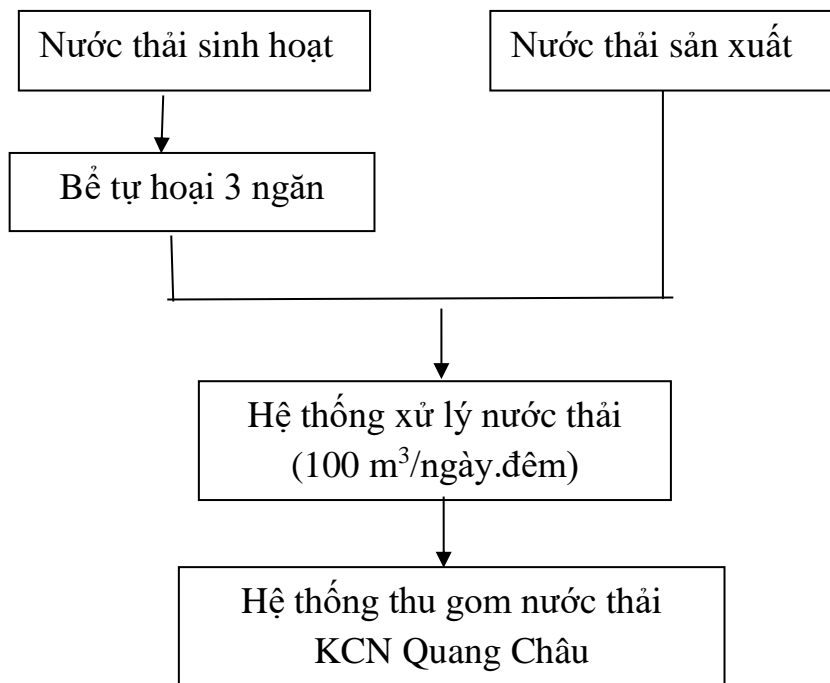 Nước thải sinh hoạt
Nước thải sản xuất
Bể tự hoại 3 ngăn
Hệ thống xử lý nước thải
(100 m³/ngày.đêm)
Hệ thống thu gom nước thải
KCN Quang Châu